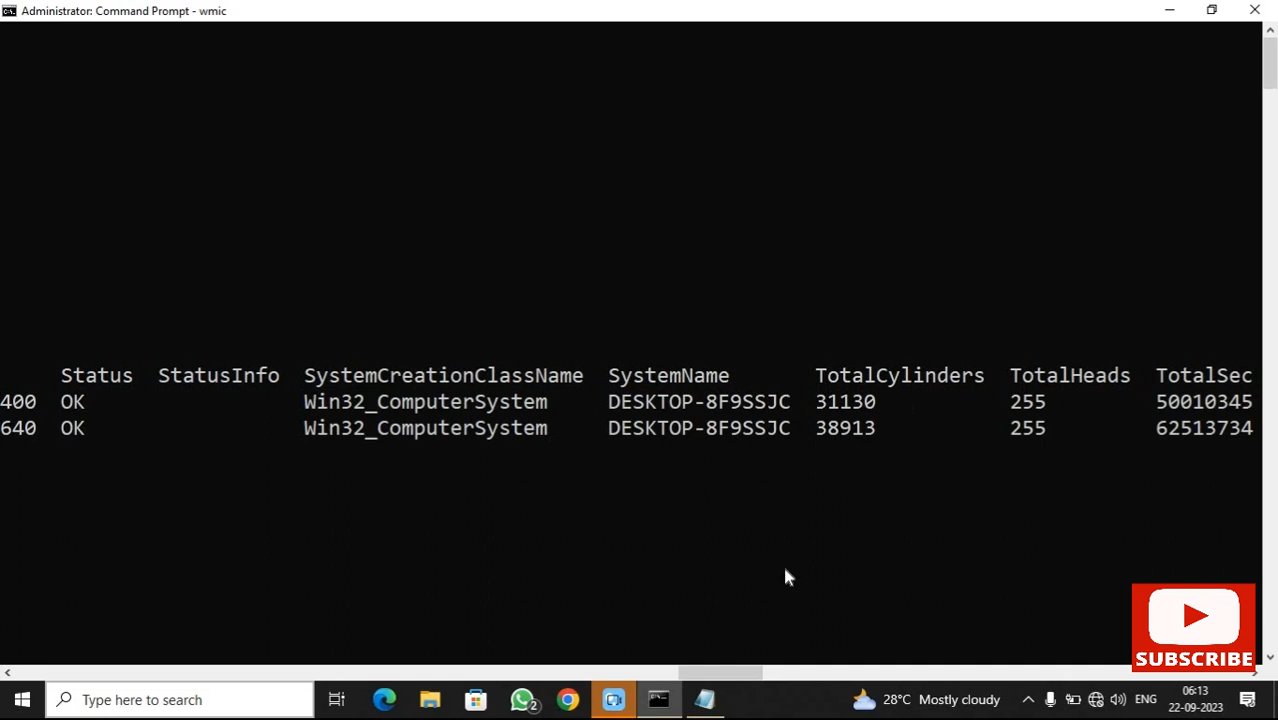 Administrator: Command Prompt - wmic
Status StatusInfo SystemCreationClassName SystemName TotalCylinders TotalHeads TotalSec
400 OK Win32_ComputerSystem DESKTOP-8F9SSJC 31130 255 50010345
640 OK Win32_ComputerSystem DESKTOP-8F9SSJC 38913 255 62513734
SUBSCRIBE
Type here to search
2
28°C Mostly cloudy
ENG
06:13
22-09-2023